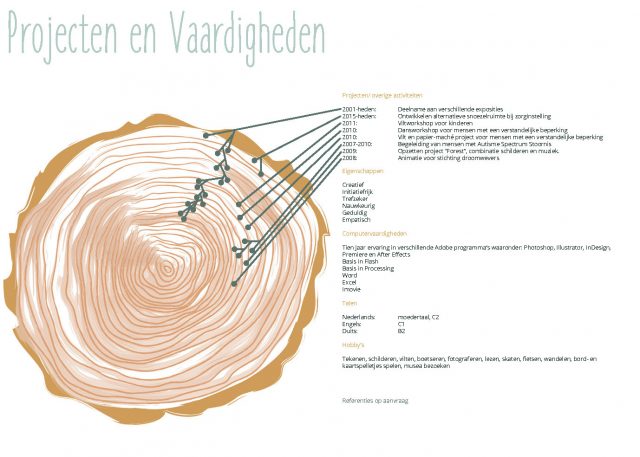 Projecten en Vaardigheden
Projecten/ overige activiteiten
2001-heden: Deelname aan verschillende exposities
2015-heden: Ontwikkelen alternatieve snoezelruimte bij zorginstelling
2011: Viltworkshop voor kinderen
2010: Dansworkshop voor mensen met een verstandelijke beperking
2010: Vilt en papier-maché project voor mensen met een verstandelijke beperking
2007-2010: Begeleiding van mensen met Autisme Spectrum Stoornis
2009: Opzetten project "Forest", combinatie schilderen en muziek.
2008: Animatie voor stichting droomwevers
Eigenschappen
Creatief
Initiatiefrijk
Trefzeker
Nauwkeurig
Geduldig
Empatisch
Computervaardigheden
Tien jaar ervaring in verschillende Adobe programma's waaronder: Photoshop, Illustrator, InDesign,
Premiere en After Effects
Basis in Flash
Basis in Processing
Word
Excel
Imovie
Talen
Nederlands: moedertaal, C2
Engels: C1
Duits: B2
Hobby's
Tekenen, schilderen, vilten, boetseren, fotograferen, lezen, skaten, fietsen, wandelen, bord- en
kaartspelletjes spelen, musea bezoeken
Referenties op aanvraag